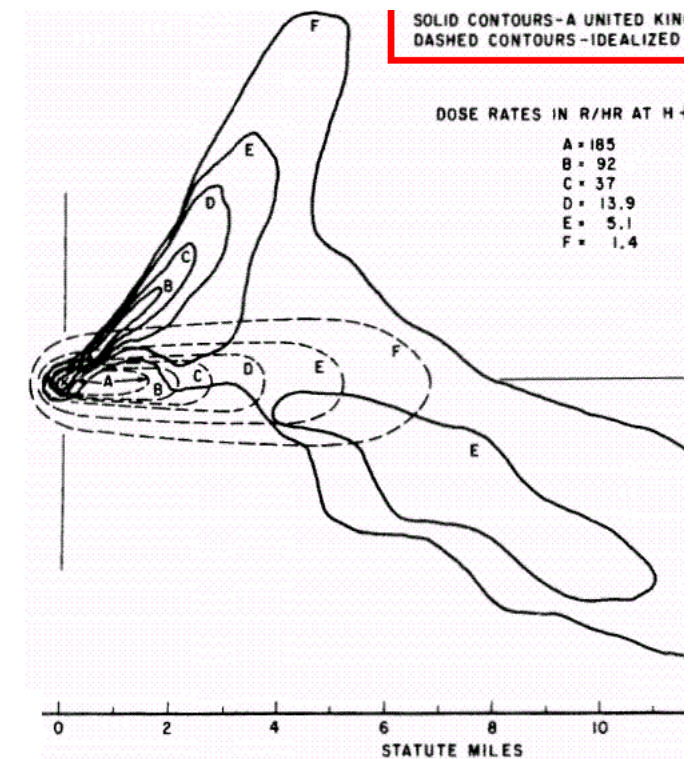 SOLID CONTOURS-A UNITED KIN
DASHED CONTOURS-IDEALIZED
DOSE RATES IN R/HR AT H+
A=185
B= 92
C= 37
D= 13.9
E= 5.1
F= 1.4
F
E
D
C
B
F
A
B
C
D
E
E
0 2 4 6 8 10
STATUTE MILES